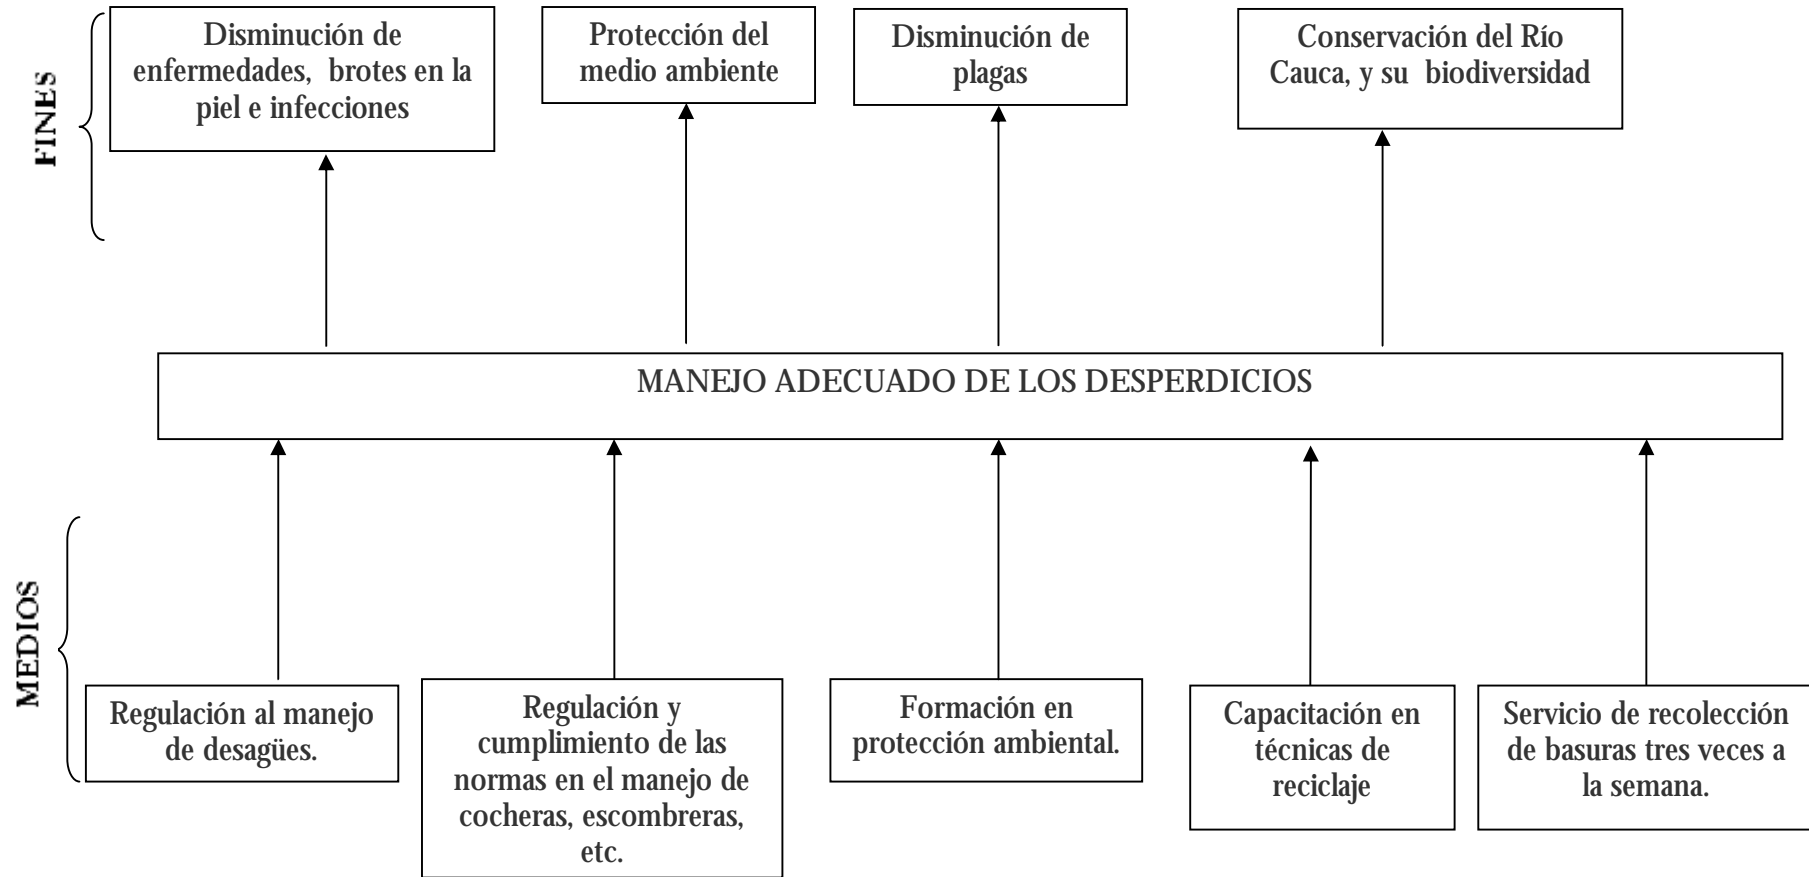 FINES
Disminución de
enfermedades, brotes en la
piel e infecciones
Protección del
medio ambiente
Disminución de
plagas
Conservación del Río
Cauca, y su biodiversidad
MANEJO ADECUADO DE LOS DESPERDICIOS
MEDIOS
Regulación al manejo
de desagües.
Regulación y
cumplimiento de las
normas en el manejo de
cocheras, escombreras,
etc.
Formación en
protección ambiental.
Capacitación en
técnicas de
reciclaje
Servicio de recolección
de basuras tres veces a
la semana.